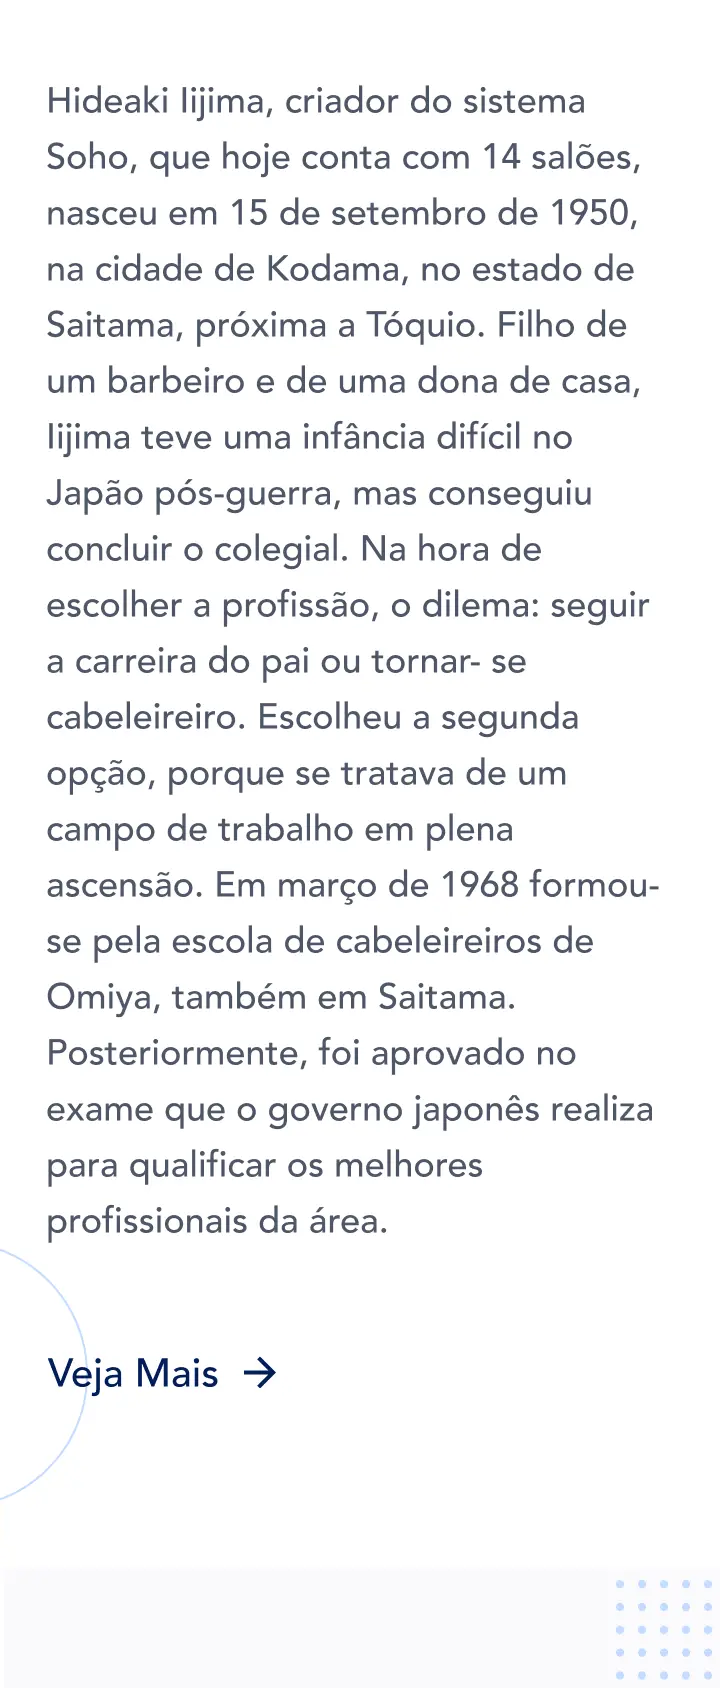 Hideaki Iijima, criador do sistema
Soho, que hoje conta com 14 salões,
nasceu em 15 de setembro de 1950,
na cidade de Kodama, no estado de
Saitama, próxima a Tóquio. Filho de
um barbeiro e de uma dona de casa,
Iijima teve uma infância difícil no
Japão pós-guerra, mas conseguiu
concluir o colegial. Na hora de
escolher a profissão, o dilema: seguir
a carreira do pai ou tornar- se
cabeleireiro. Escolheu a segunda
opção, porque se tratava de um
campo de trabalho em plena
ascensão. Em março de 1968 formou-
se pela escola de cabeleireiros de
Omiya, também em Saitama.
Posteriormente, foi aprovado no
exame que o governo japonês realiza
para qualificar os melhores
profissionais da área.
Veja Mais →